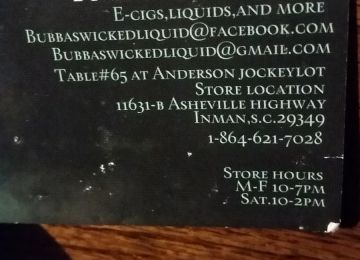 E-cigs,liquids,and more
Bubbaswickedliquid@facebook.com
Bubbaswickedliquid@gmail.com
Table#65 at Anderson jockeylot
Store location
11631-b Asheville highway
Inman,s.c.29349
1-864-621-7028
Store hours
M-F 10-7pm
Sat.10-2pm